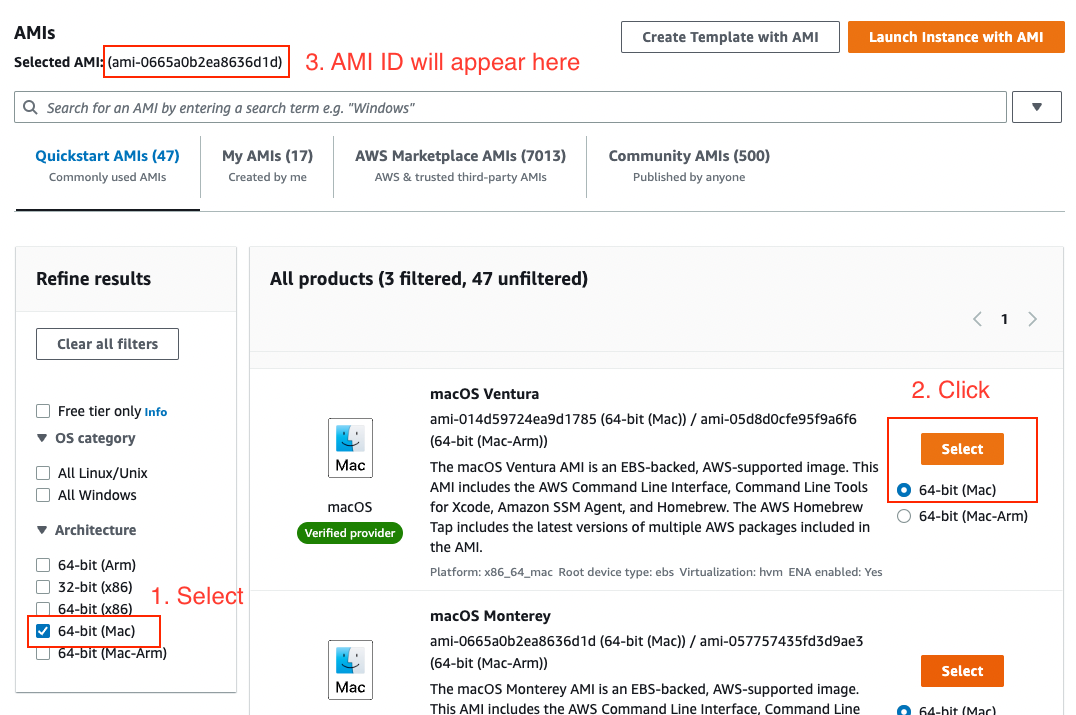 AMIs
Create Template with AMI
Launch Instance with AMI
Selected AMI: (ami-0665a0b2ea8636d1d)
3. AMI ID will appear here
Search for an AMI by entering a search term e.g. "Windows"
Quickstart AMIs (47)
Commonly used AMIs
My AMIs (17)
Created by me
AWS Marketplace AMIs (7013)
AWS & trusted third-party AMIs
Community AMIs (500)
Published by anyone
Refine results
Clear all filters
Free tier only Info
OS category
All Linux/Unix
All Windows
Architecture
64-bit (Arm)
32-bit (x86)
64-bit (x86)
1. Select
64-bit (Mac)
64-bit (Mac-Arm)
All products (3 filtered, 47 unfiltered)
1
Mac
macOS
Verified provider
macOS Ventura
ami-014d59724ea9d1785 (64-bit (Mac)) / ami-05d8d0cfe95f9a6f6
(64-bit (Mac-Arm))
The macOS Ventura AMI is an EBS-backed, AWS-supported image. This
AMI includes the AWS Command Line Interface, Command Line Tools
for Xcode, Amazon SSM Agent, and Homebrew. The AWS Homebrew
Tap includes the latest versions of multiple AWS packages included in
the AMI.
Platform: x86_64_mac Root device type: ebs Virtualization: hvm ENA enabled: Yes
2. Click
Select
64-bit (Mac)
64-bit (Mac-Arm)
Mac
macOS Monterey
ami-0665a0b2ea8636d1d (64-bit (Mac)) / ami-057757435fd3d9ae3
(64-bit (Mac-Arm))
The macOS Monterey AMI is an EBS-backed, AWS-supported image.
This AMI includes the AWS Command Line Interface, Command Line
Select
64-bit (Mac)